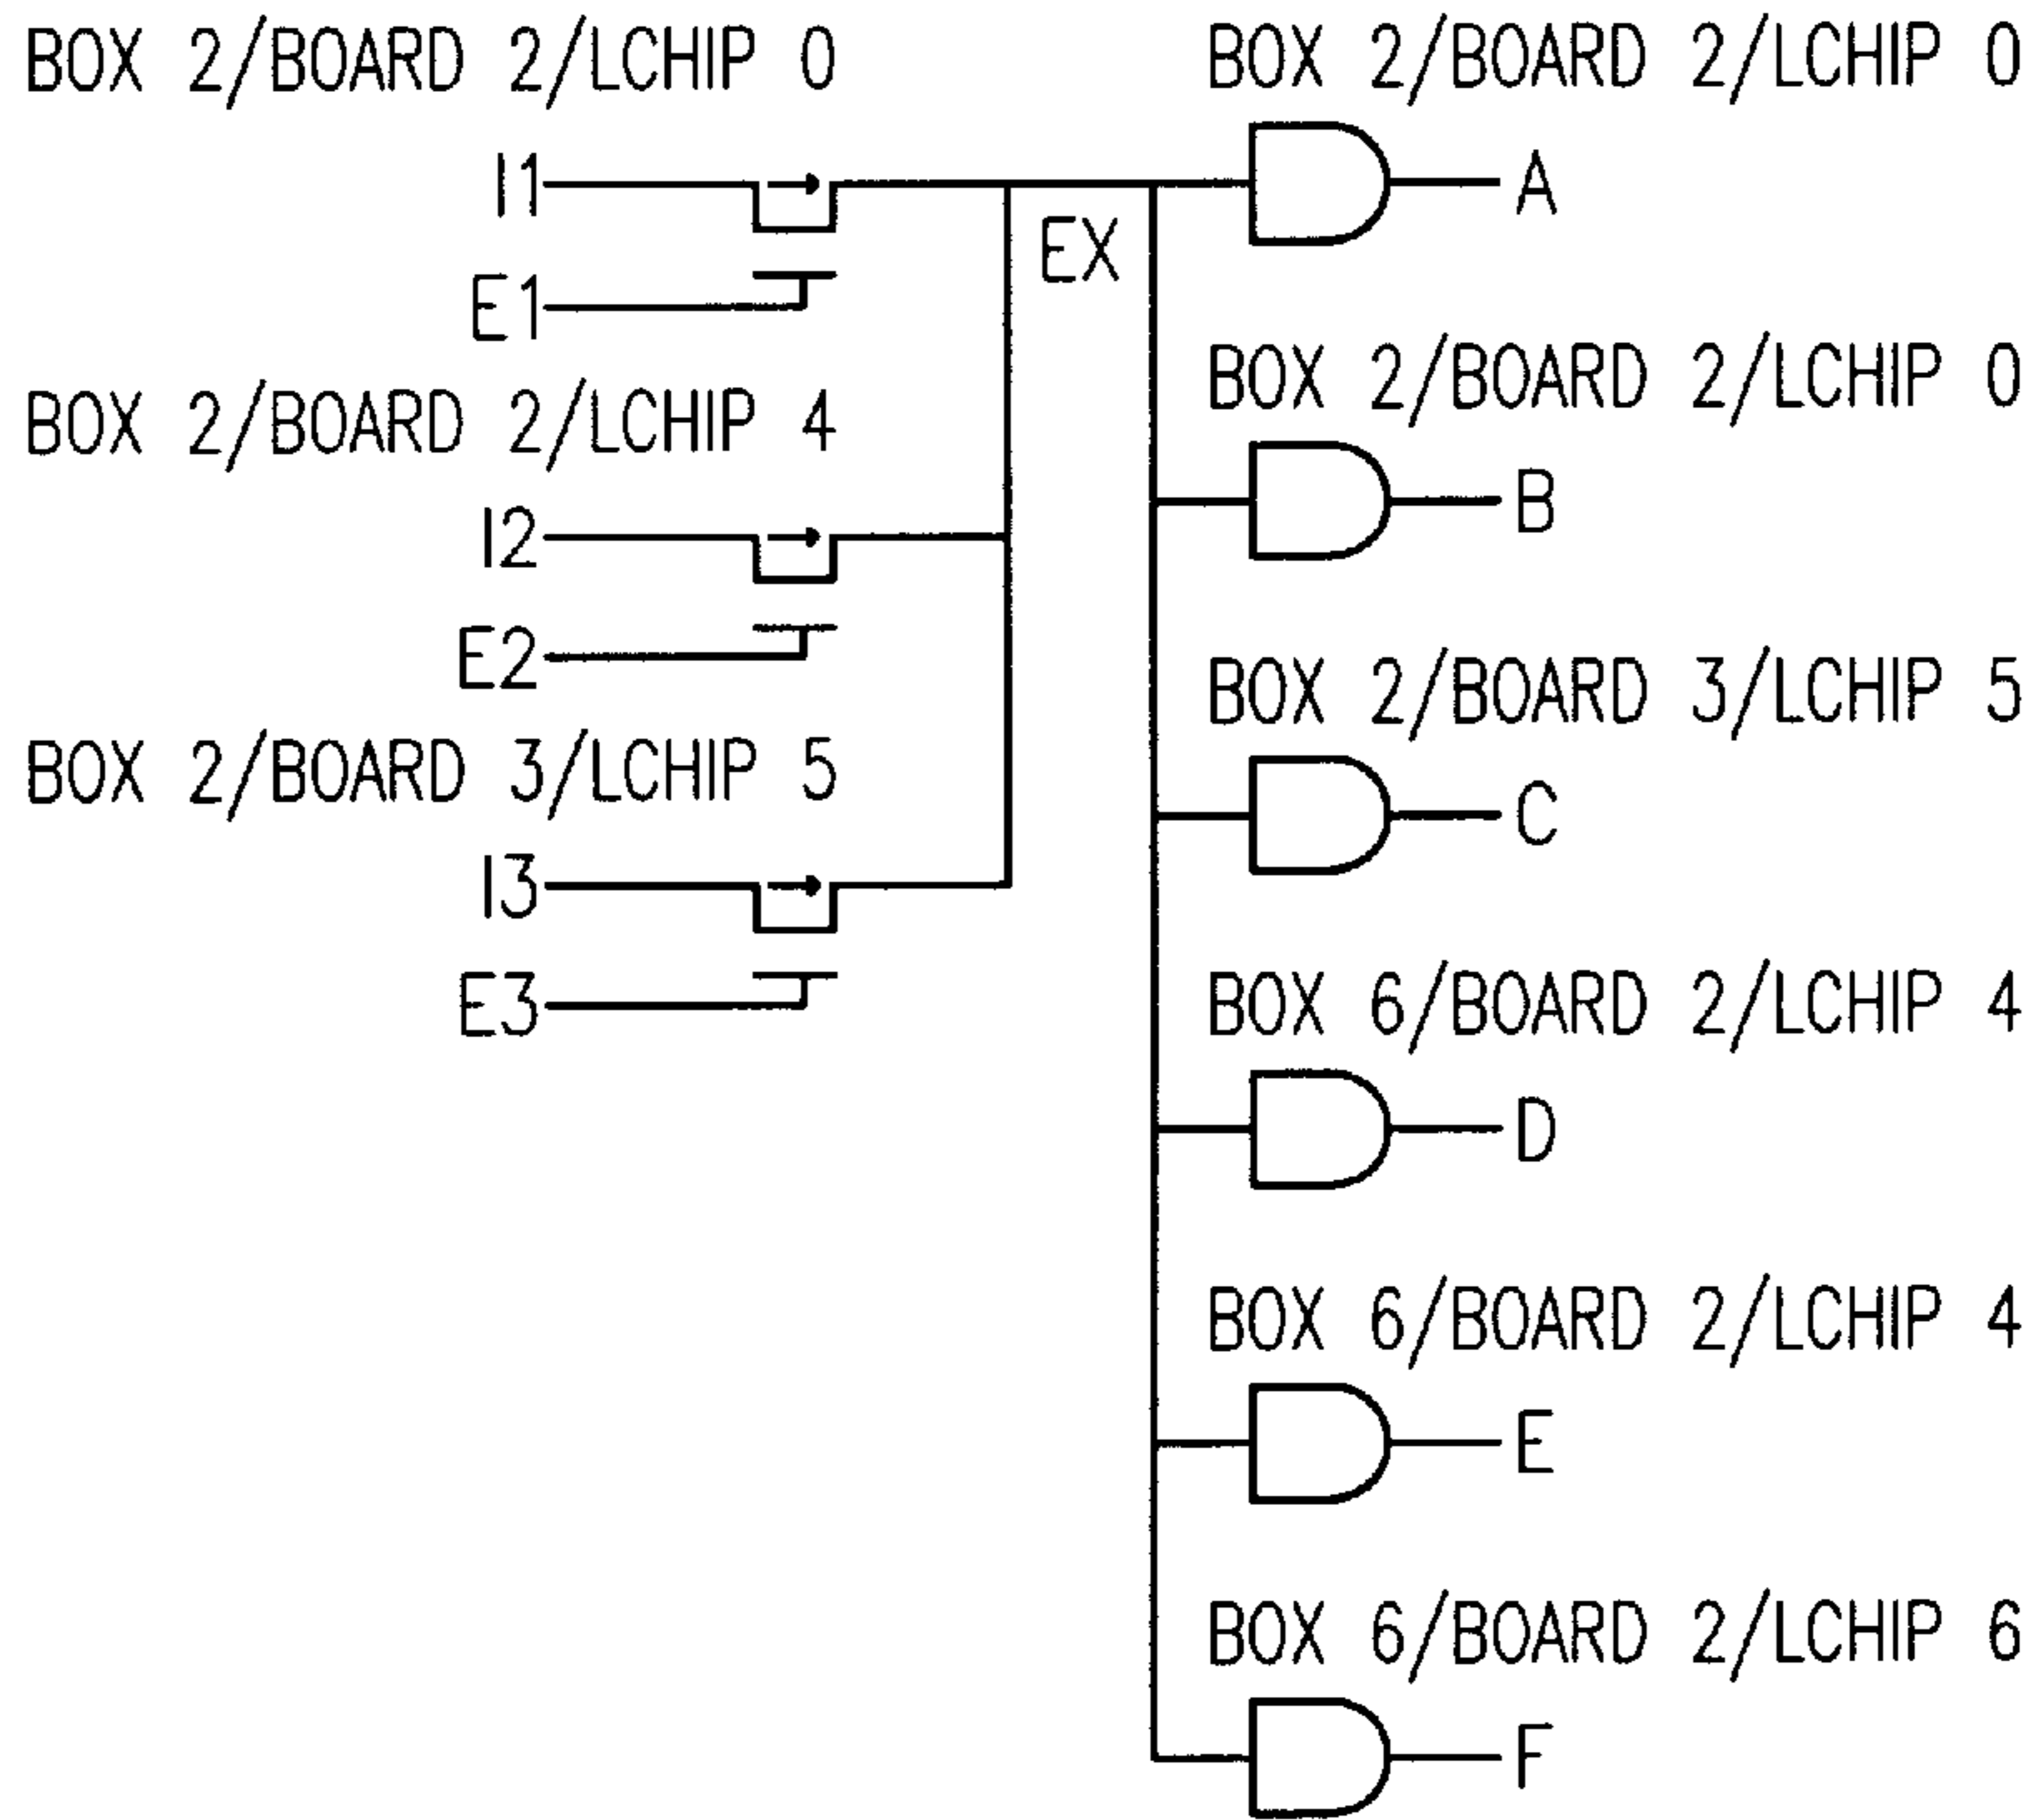 BOX 2/BOARD 2/LCHIP 0
I1
E1
BOX 2/BOARD 2/LCHIP 4
I2
E2
BOX 2/BOARD 3/LCHIP 5
I3
E3
EX
BOX 2/BOARD 2/LCHIP 0
A
BOX 2/BOARD 2/LCHIP 0
B
BOX 2/BOARD 3/LCHIP 5
C
BOX 6/BOARD 2/LCHIP 4
D
BOX 6/BOARD 2/LCHIP 4
E
BOX 6/BOARD 2/LCHIP 6
F